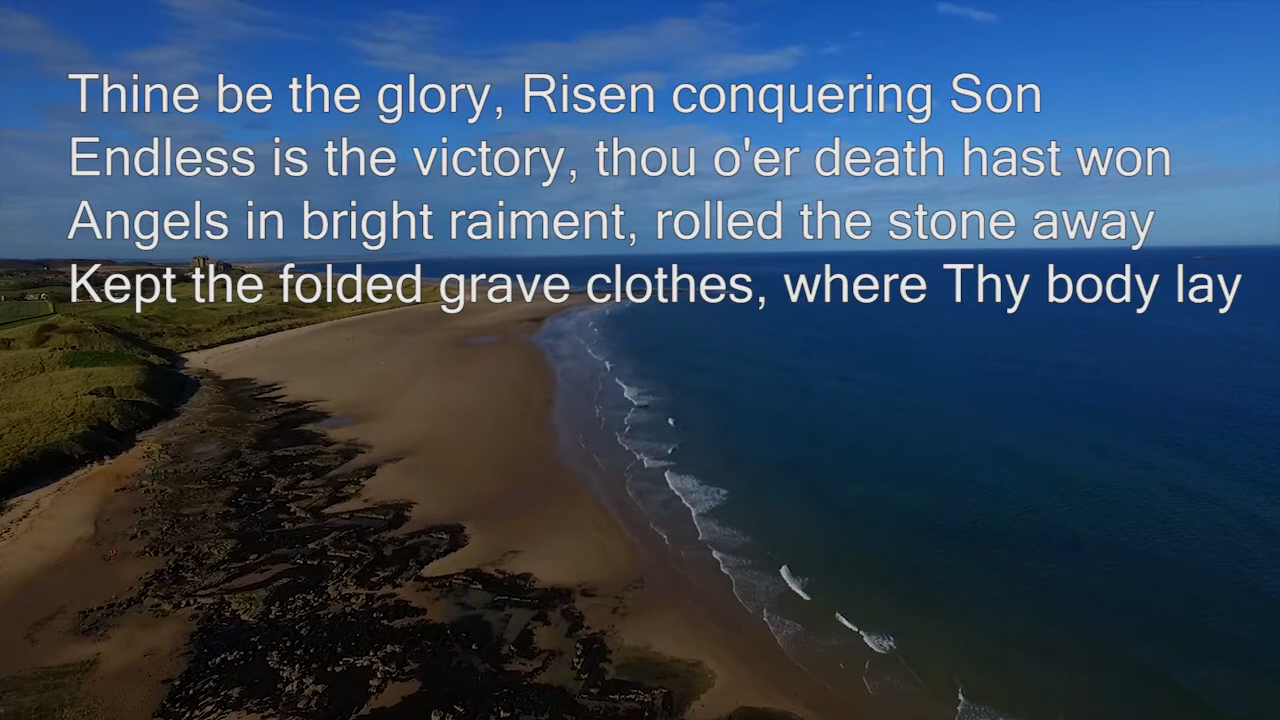 Thine be the glory, Risen conquering Son
Endless is the victory, thou o'er death hast won
Angels in bright raiment, rolled the stone away
Kept the folded grave clothes, where Thy body lay